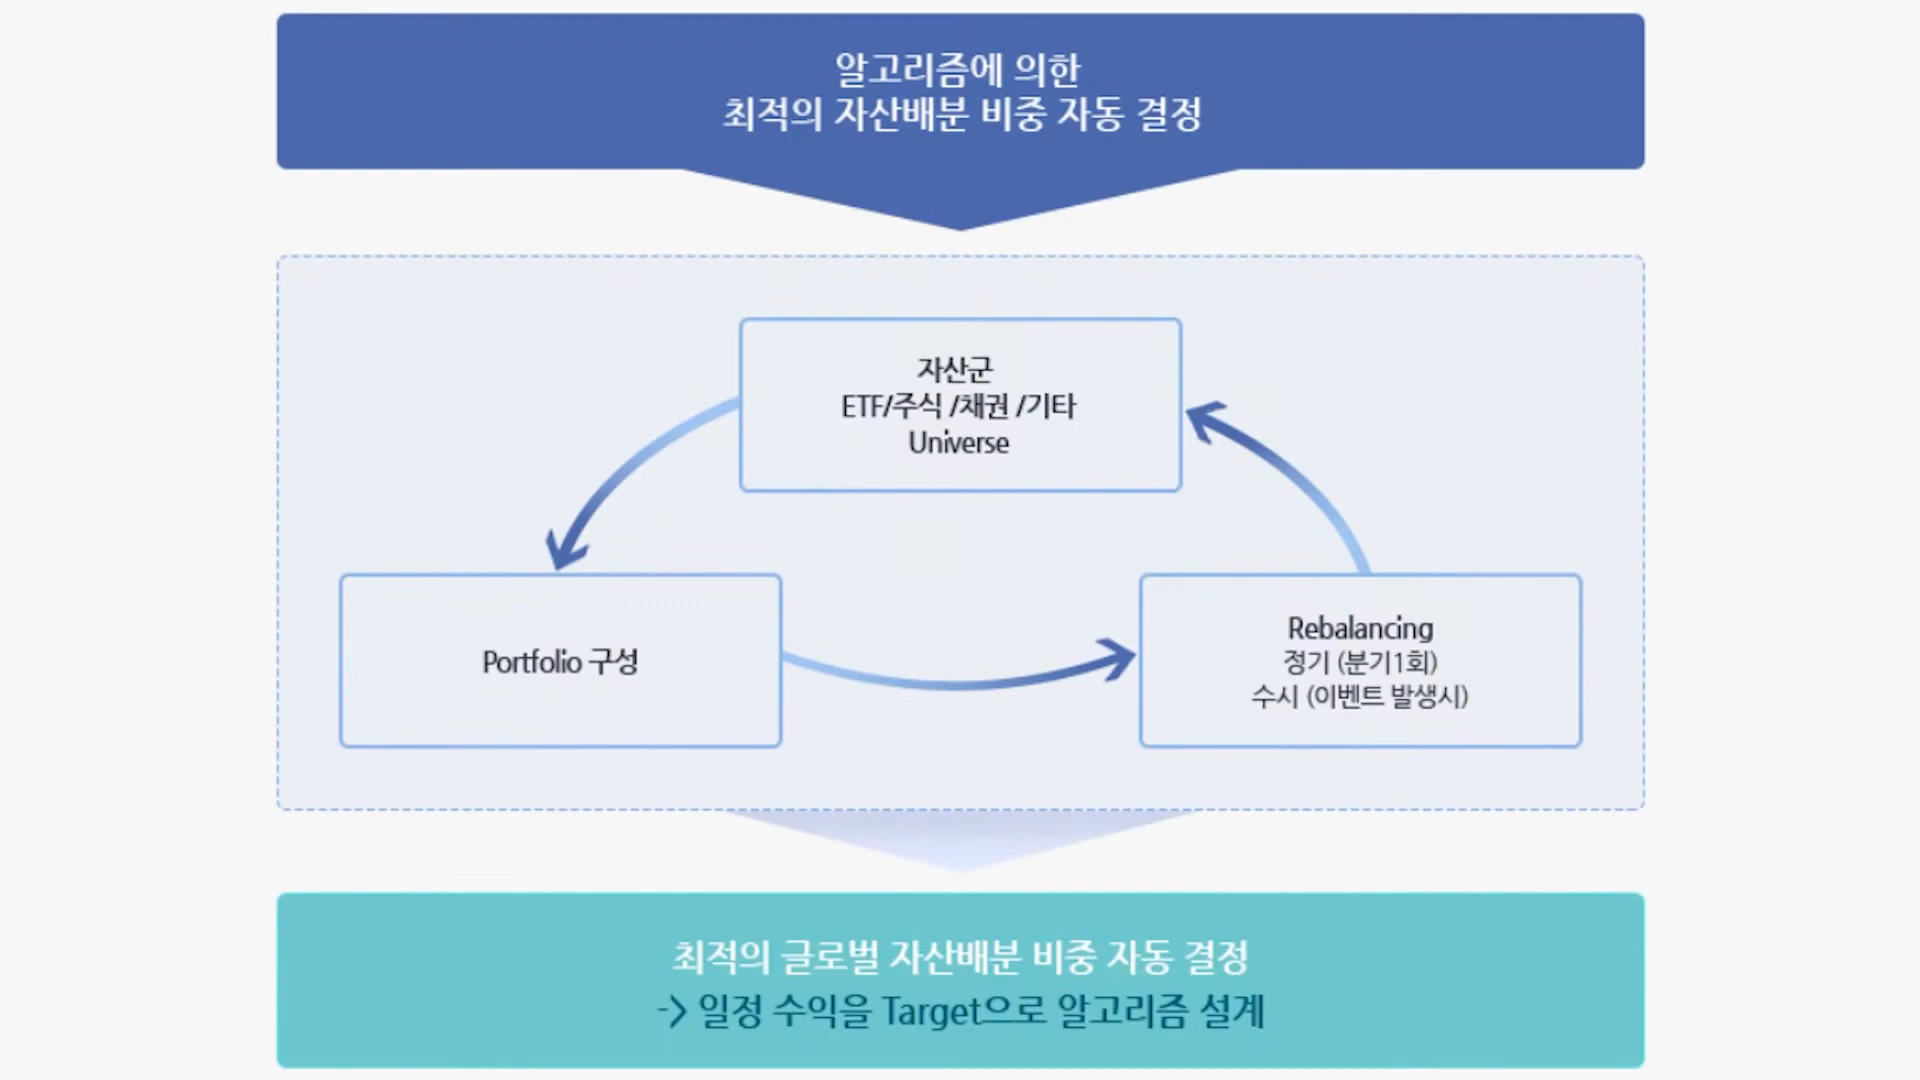 알고리즘에 의한
최적의 자산배분 비중 자동 결정
자산군
ETF/주식 /채권 /기타
Universe
Portfolio 구성
Rebalancing
정기 (분기1회)
수시 (이벤트 발생시)
최적의 글로벌 자산배분 비중 자동 결정
-> 일정 수익을 Target으로 알고리즘 설계